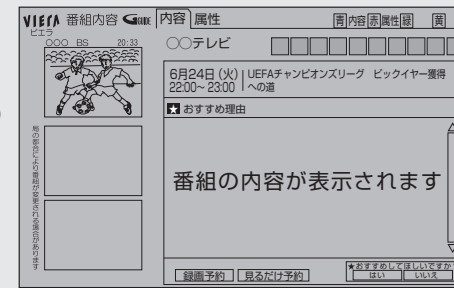 VIERA 番組内容 GGUIDE 内容 属性 青 内容 赤 属性 緑 黄
ビエラ
○○○ BS 20:33
○○テレビ
6月24日 (火) UEFAチャンピオンズリーグ ビックイヤー獲得
22:00~ 23:00 への道
★ おすすめ理由
局の都合により番組が変更される場合があります
番組の内容が表示されます
録画予約 見るだけ予約
★おすすめしてほしいですか?
はい いいえ